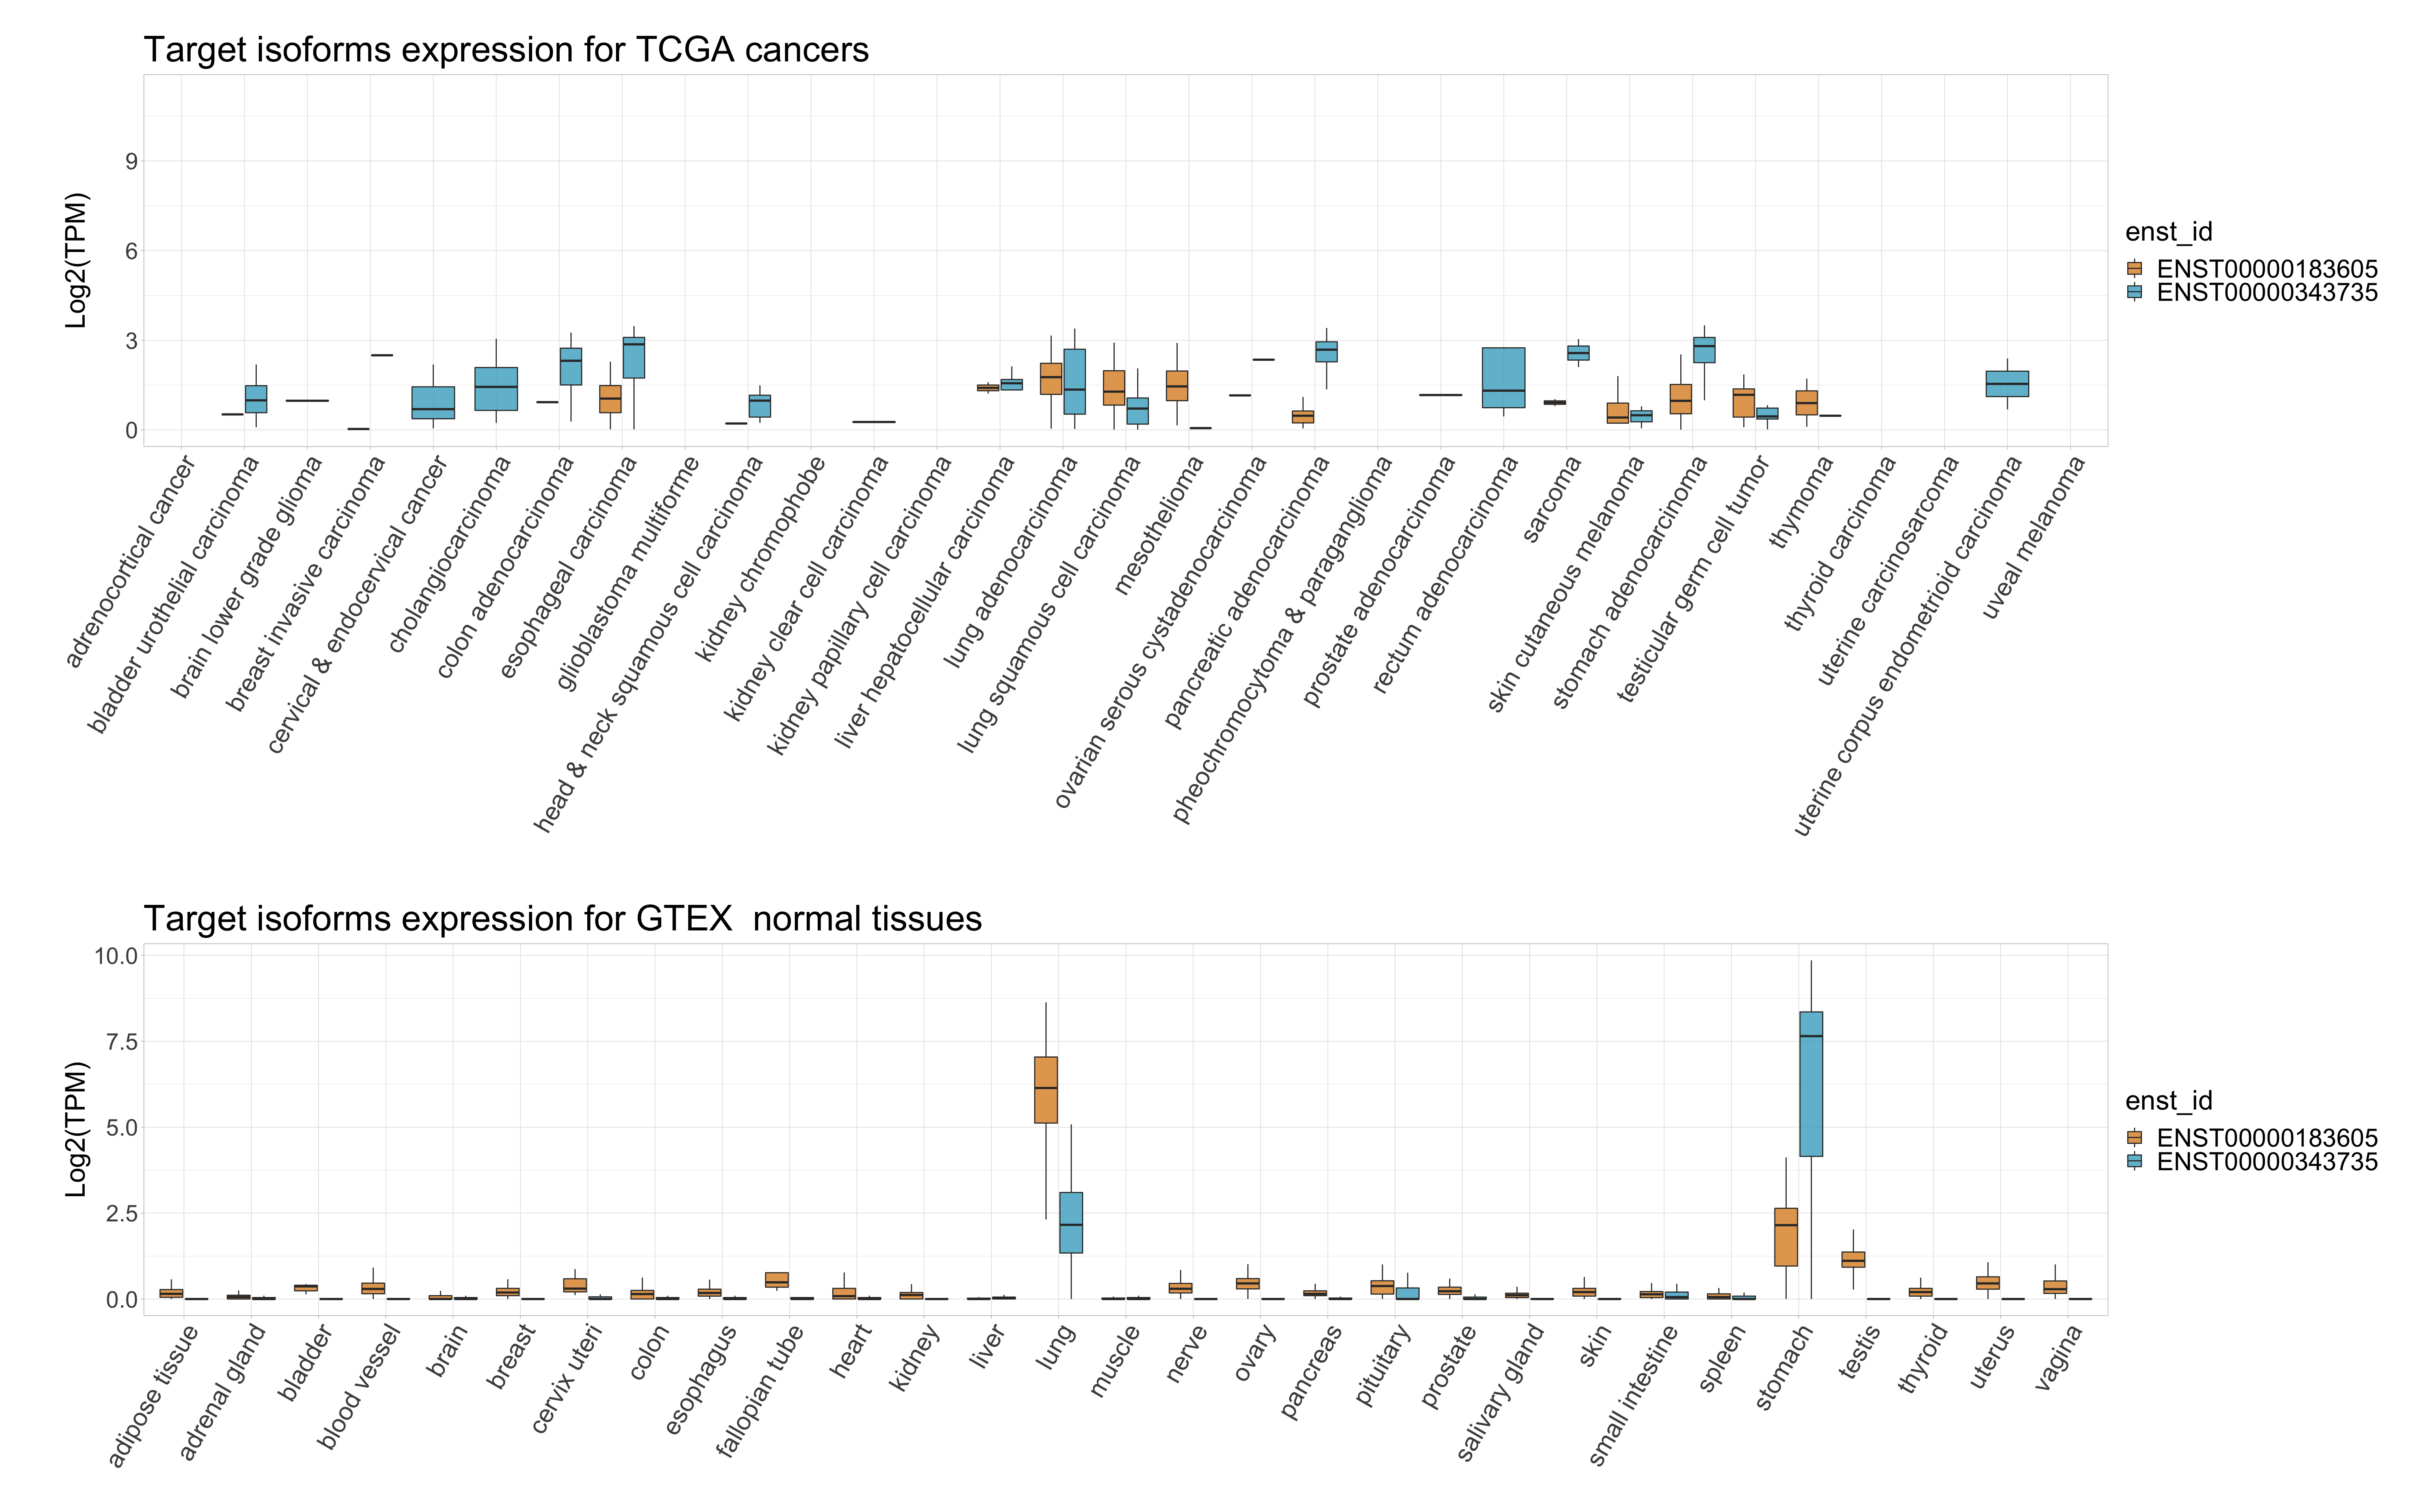 Target isoforms expression for TCGA cancers
Log2(TPM)
9
6
3
0
adrenocortical cancer
bladder urothelial carcinoma
brain lower grade glioma
breast invasive carcinoma
cervical & endocervical cancer
cholangiocarcinoma
colon adenocarcinoma
esophageal carcinoma
glioblastoma multiforme
head & neck squamous cell carcinoma
kidney chromophobe
kidney clear cell carcinoma
kidney papillary cell carcinoma
liver hepatocellular carcinoma
lung adenocarcinoma
lung squamous cell carcinoma
mesothelioma
ovarian serous cystadenocarcinoma
pancreatic adenocarcinoma
pheochromocytoma & paraganglioma
prostate adenocarcinoma
rectum adenocarcinoma
sarcoma
skin cutaneous melanoma
stomach adenocarcinoma
testicular germ cell tumor
thymoma
thyroid carcinoma
uterine carcinosarcoma
uterine corpus endometrioid carcinoma
uveal melanoma
enst_id
ENST00000183605
ENST00000343735
Target isoforms expression for GTEX  normal tissues
Log2(TPM)
10.0
7.5
5.0
2.5
0.0
adipose tissue
adrenal gland
bladder
blood vessel
brain
breast
cervix uteri
colon
esophagus
fallopian tube
heart
kidney
liver
lung
muscle
nerve
ovary
pancreas
pituitary
prostate
salivary gland
skin
small intestine
spleen
stomach
testis
thyroid
uterus
vagina
enst_id
ENST00000183605
ENST00000343735